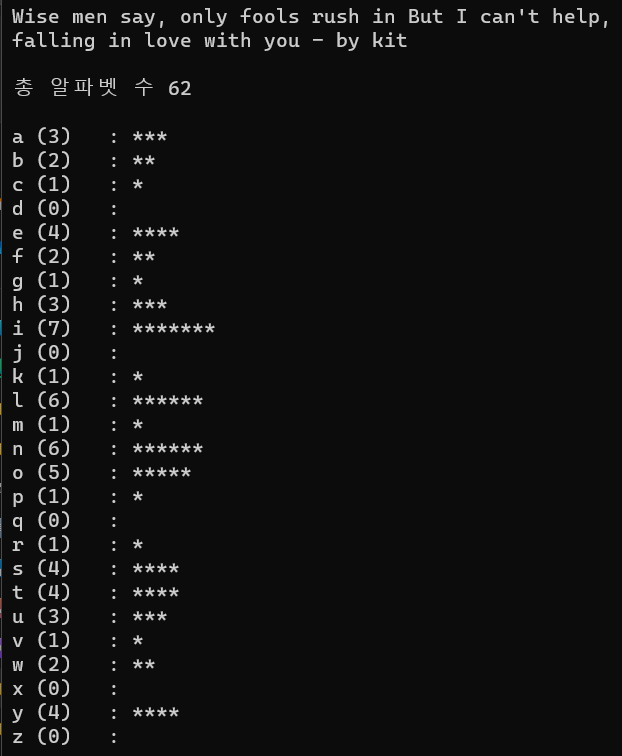 Wise men say, only fools rush in But I can't help,
falling in love with you - by kit
총 알파벳 수 62
a (3)   : ***
b (2)   : **
c (1)   : *
d (0)   :
e (4)   : ****
f (2)   : **
g (1)   : *
h (3)   : ***
i (7)   : *******
j (0)   :
k (1)   : *
l (6)   : ******
m (1)   : *
n (6)   : ******
o (5)   : *****
p (1)   : *
q (0)   :
r (1)   : *
s (4)   : ****
t (4)   : ****
u (3)   : ***
v (1)   : *
w (2)   : **
x (0)   :
y (4)   : ****
z (0)   :